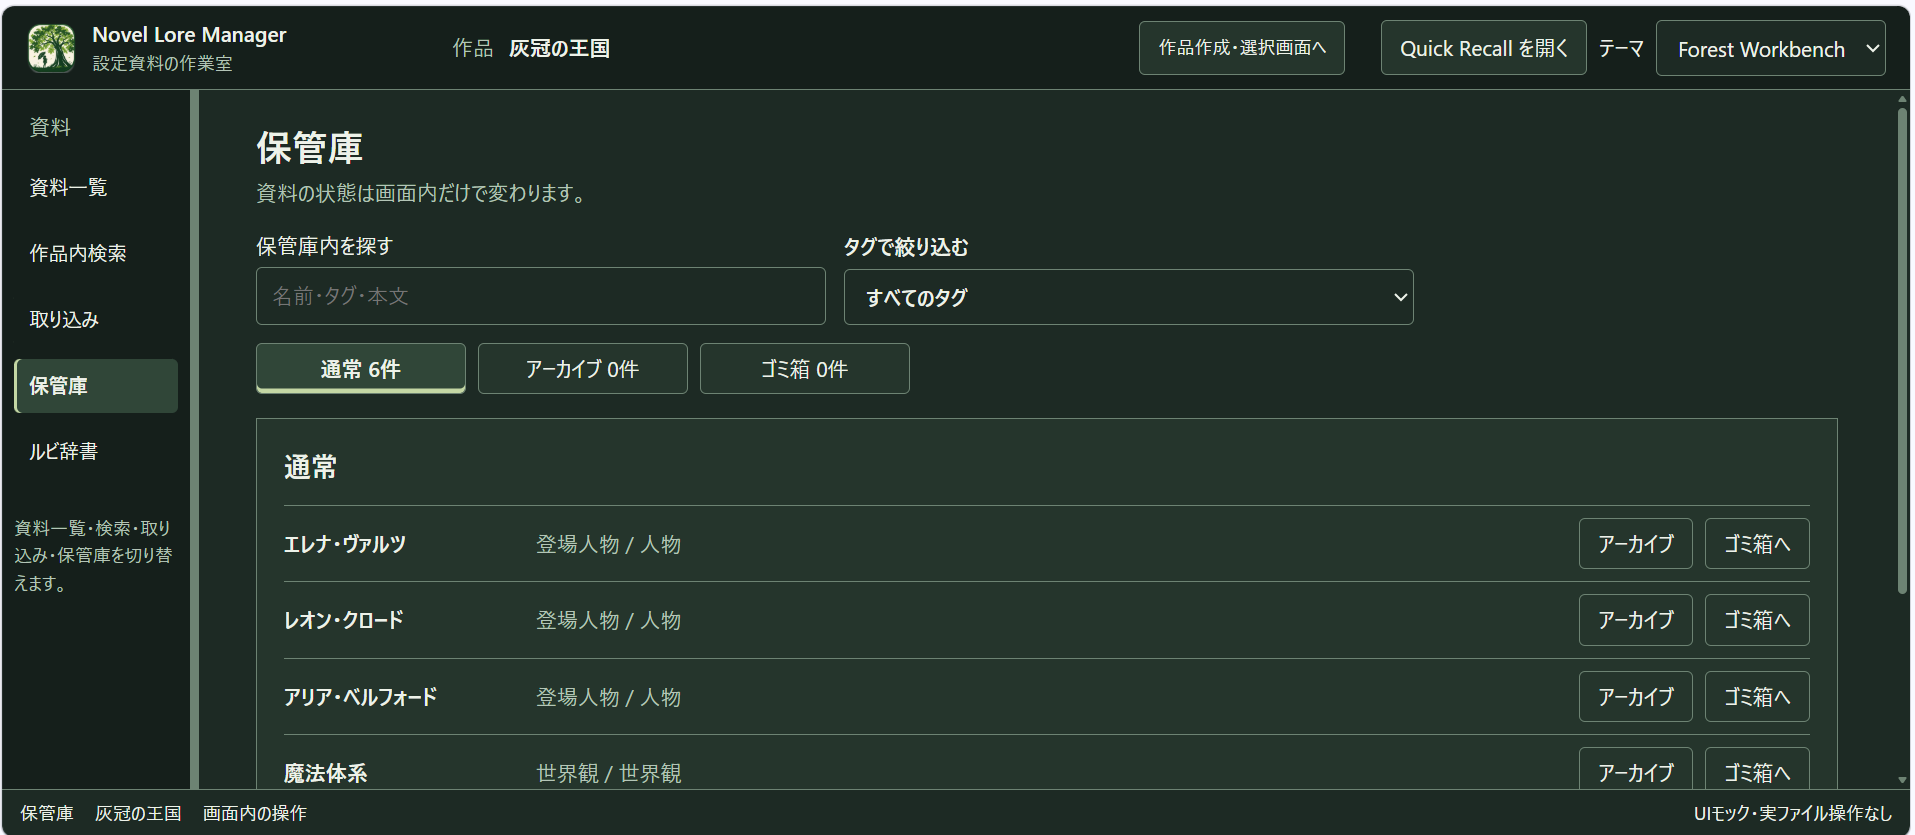 Novel Lore Manager
設定資料の作業室
作品 灰冠の王国
作品作成・選択画面へ
Quick Recall を開く
テーマ
Forest Workbench
資料
資料一覧
作品内検索
取り込み
保管庫
ルビ辞書
資料一覧・検索・取り
込み・保管庫を切り替
えます。
保管庫
資料の状態は画面内だけで変わります。
保管庫内を探す
名前・タグ・本文
タグで絞り込む
すべてのタグ
通常 6件
アーカイブ 0件
ゴミ箱 0件
通常
エレナ・ヴァルツ 登場人物 / 人物 アーカイブ ゴミ箱へ
レオン・クロード 登場人物 / 人物 アーカイブ ゴミ箱へ
アリア・ベルフォード 登場人物 / 人物 アーカイブ ゴミ箱へ
魔法体系 世界観 / 世界観 アーカイブ ゴミ箱へ
保管庫 灰冠の王国 画面内の操作
UIモック・実ファイル操作なし